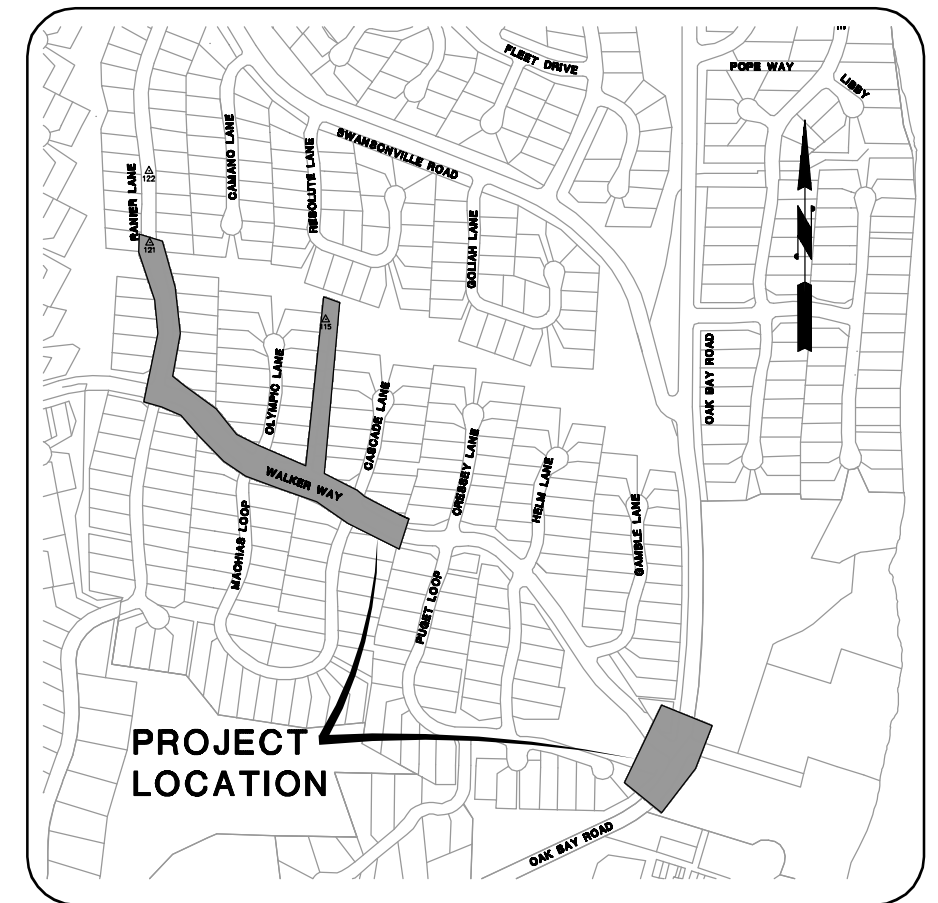 FLEET DRIVE
POPE WAY
LIBBY
SWANSONVILLE ROAD
CAMANO LANE
RESOLUTE LANE
RANIER LANE
122
121
GOLIAH LANE
115
OAK BAY ROAD
OLYMPIC LANE
CASCADE LANE
CRESSEY LANE
HELM LANE
WALKER WAY
GAMBLE LANE
MACHIAS LOOP
PUGET LOOP
PROJECT
LOCATION
OAK BAY ROAD